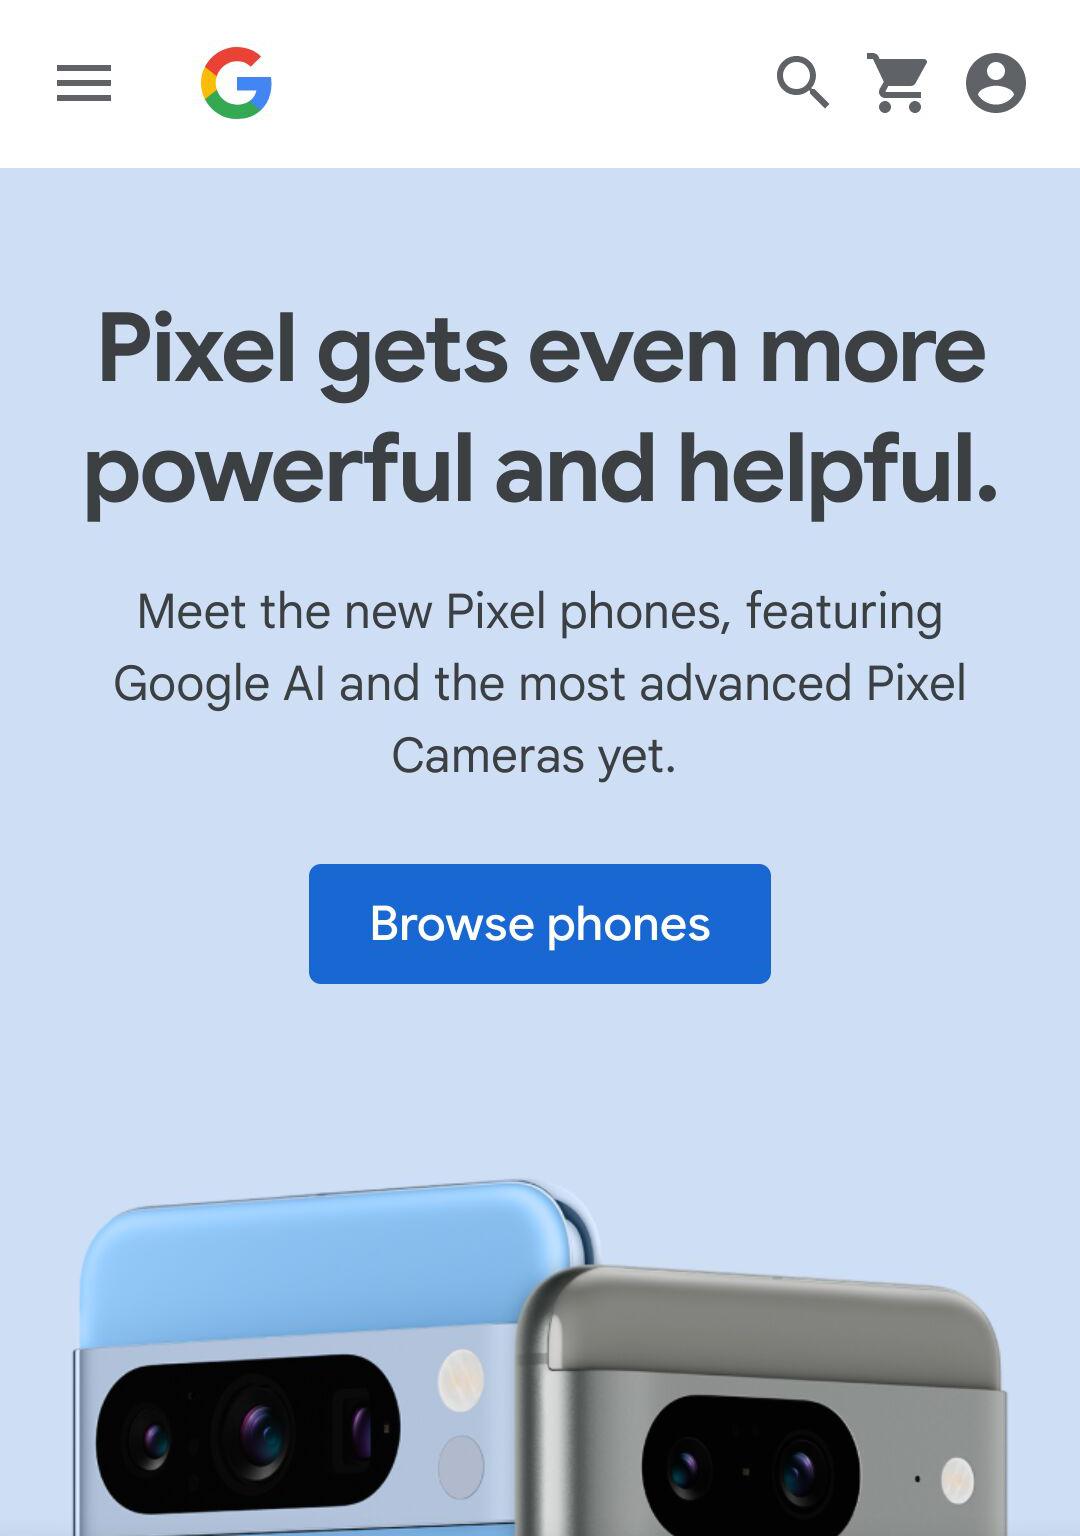 Pixel gets even more
powerful and helpful.
Meet the new Pixel phones, featuring
Google AI and the most advanced Pixel
Cameras yet.
Browse phones